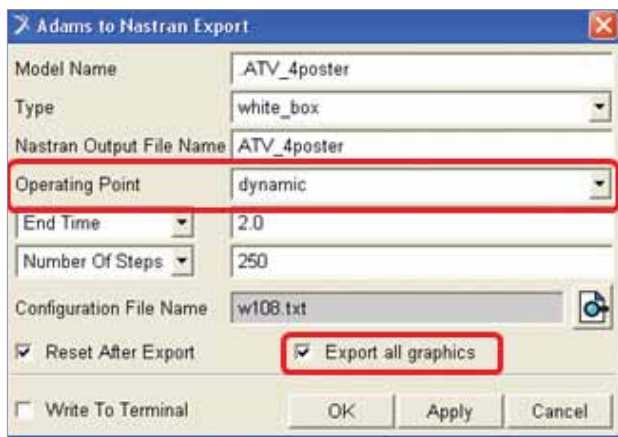 Adams to Nastran Export
Model Name .ATV_4poster
Type white_box
Nastran Output File Name ATV_4poster
Operating Point dynamic
End Time 2.0
Number Of Steps 250
Configuration File Name w108.txt
Reset After Export Export all graphics
Write To Terminal OK Apply Cancel